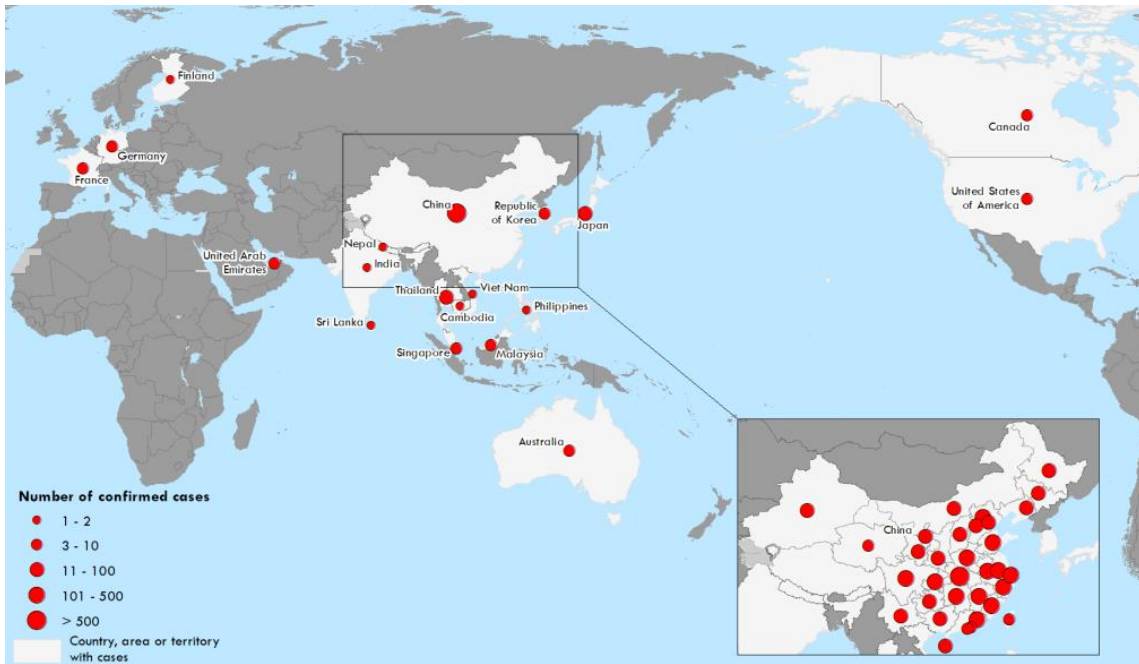 Finland
Germany
France
Canada
United States
of America
China
Republic
of Korea
Japan
Nepal
India
United Arab
Emirates
Thailand
Viet Nam
Cambodia
Philippines
Sri Lanka
Singapore
Malaysia
Australia
China
Number of confirmed cases
1 - 2
3 - 10
11 - 100
101 - 500
> 500
Country, area or territory
with cases